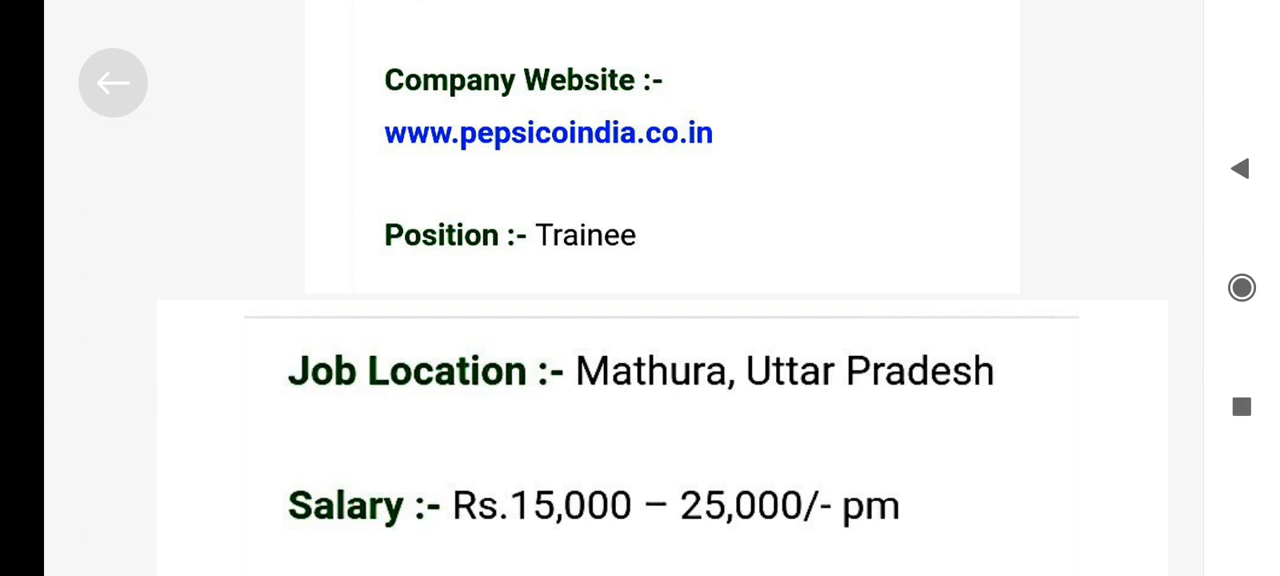 Company Website :-
www.pepsicoindia.co.in
Position :- Trainee
Job Location :- Mathura, Uttar Pradesh
Salary :- Rs.15,000 – 25,000/- pm